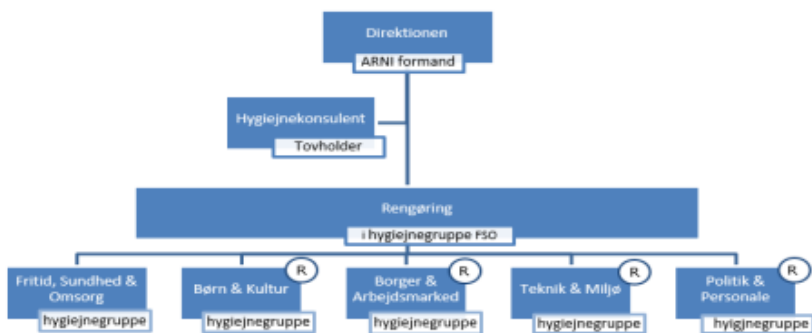 Direktionen
ARNI formand
Hygiejnekonsulent
Tovholder
Rengøring
i hygiejnegruppe FSO
Fritid, Sundhed &
Omsorg
hygiejnegruppe
R
Børn & Kultur
hygiejnegruppe
R
Borger &
Arbejdsmarked
hygiejnegruppe
R
Teknik & Miljø
hygiejnegruppe
R
Politik &
Personale
hyigignegruppe